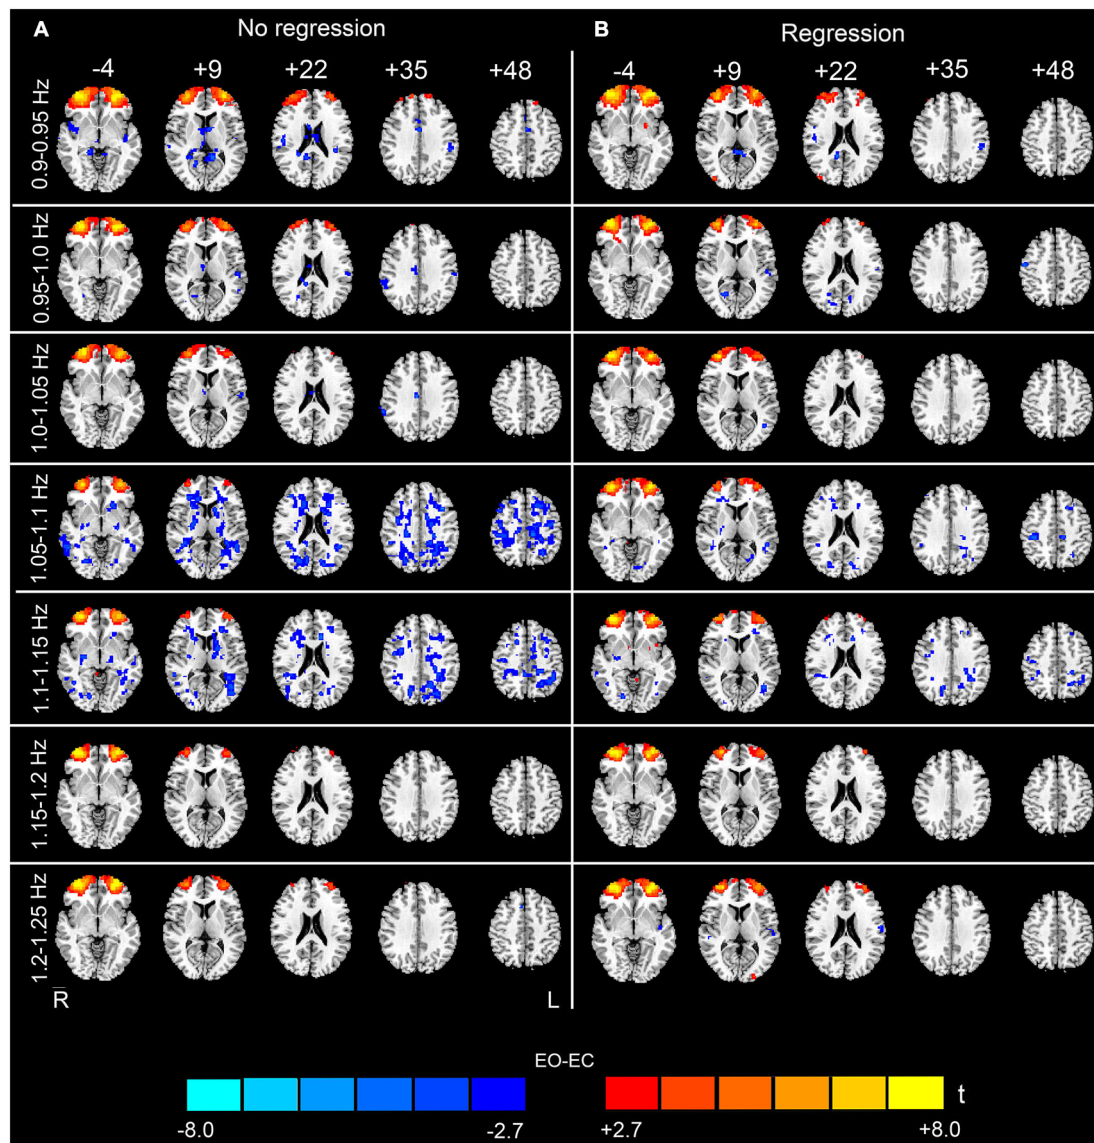 A No regression B Regression
-4 +9 +22 +35 +48 -4 +9 +22 +35 +48
0.9-0.95 Hz
0.95-1.0 Hz
1.0-1.05 Hz
1.05-1.1 Hz
1.1-1.15 Hz
1.15-1.2 Hz
1.2-1.25 Hz
R L
EO-EC
t
-8.0 -2.7 +2.7 +8.0